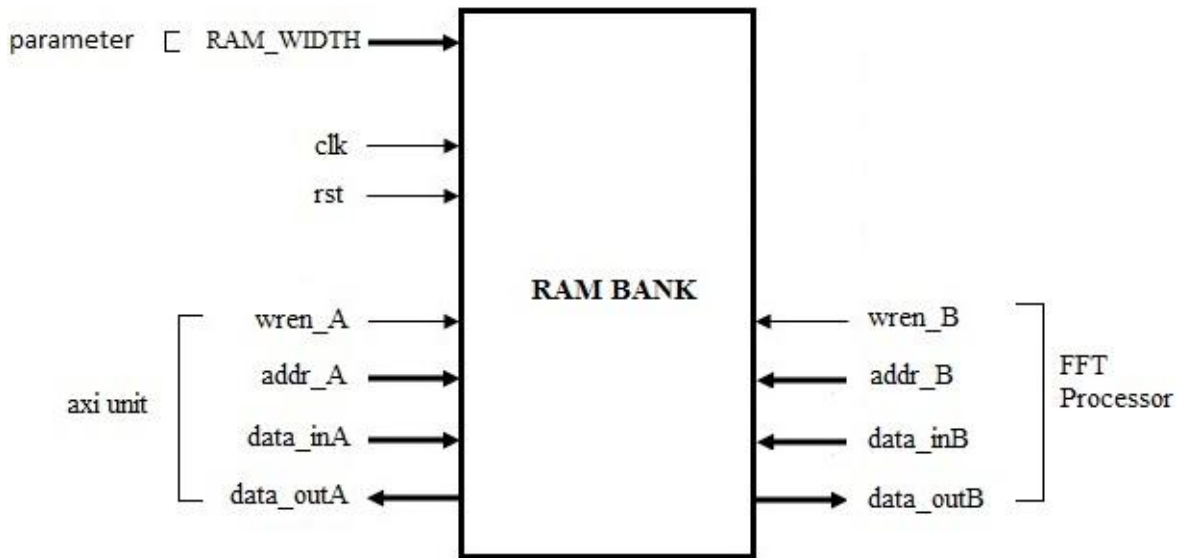 parameter RAM_WIDTH
clk
rst
RAM BANK
axi unit
wren_A
addr_A
data_inA
data_outA
wren_B
addr_B
data_inB
data_outB
FFT
Processor